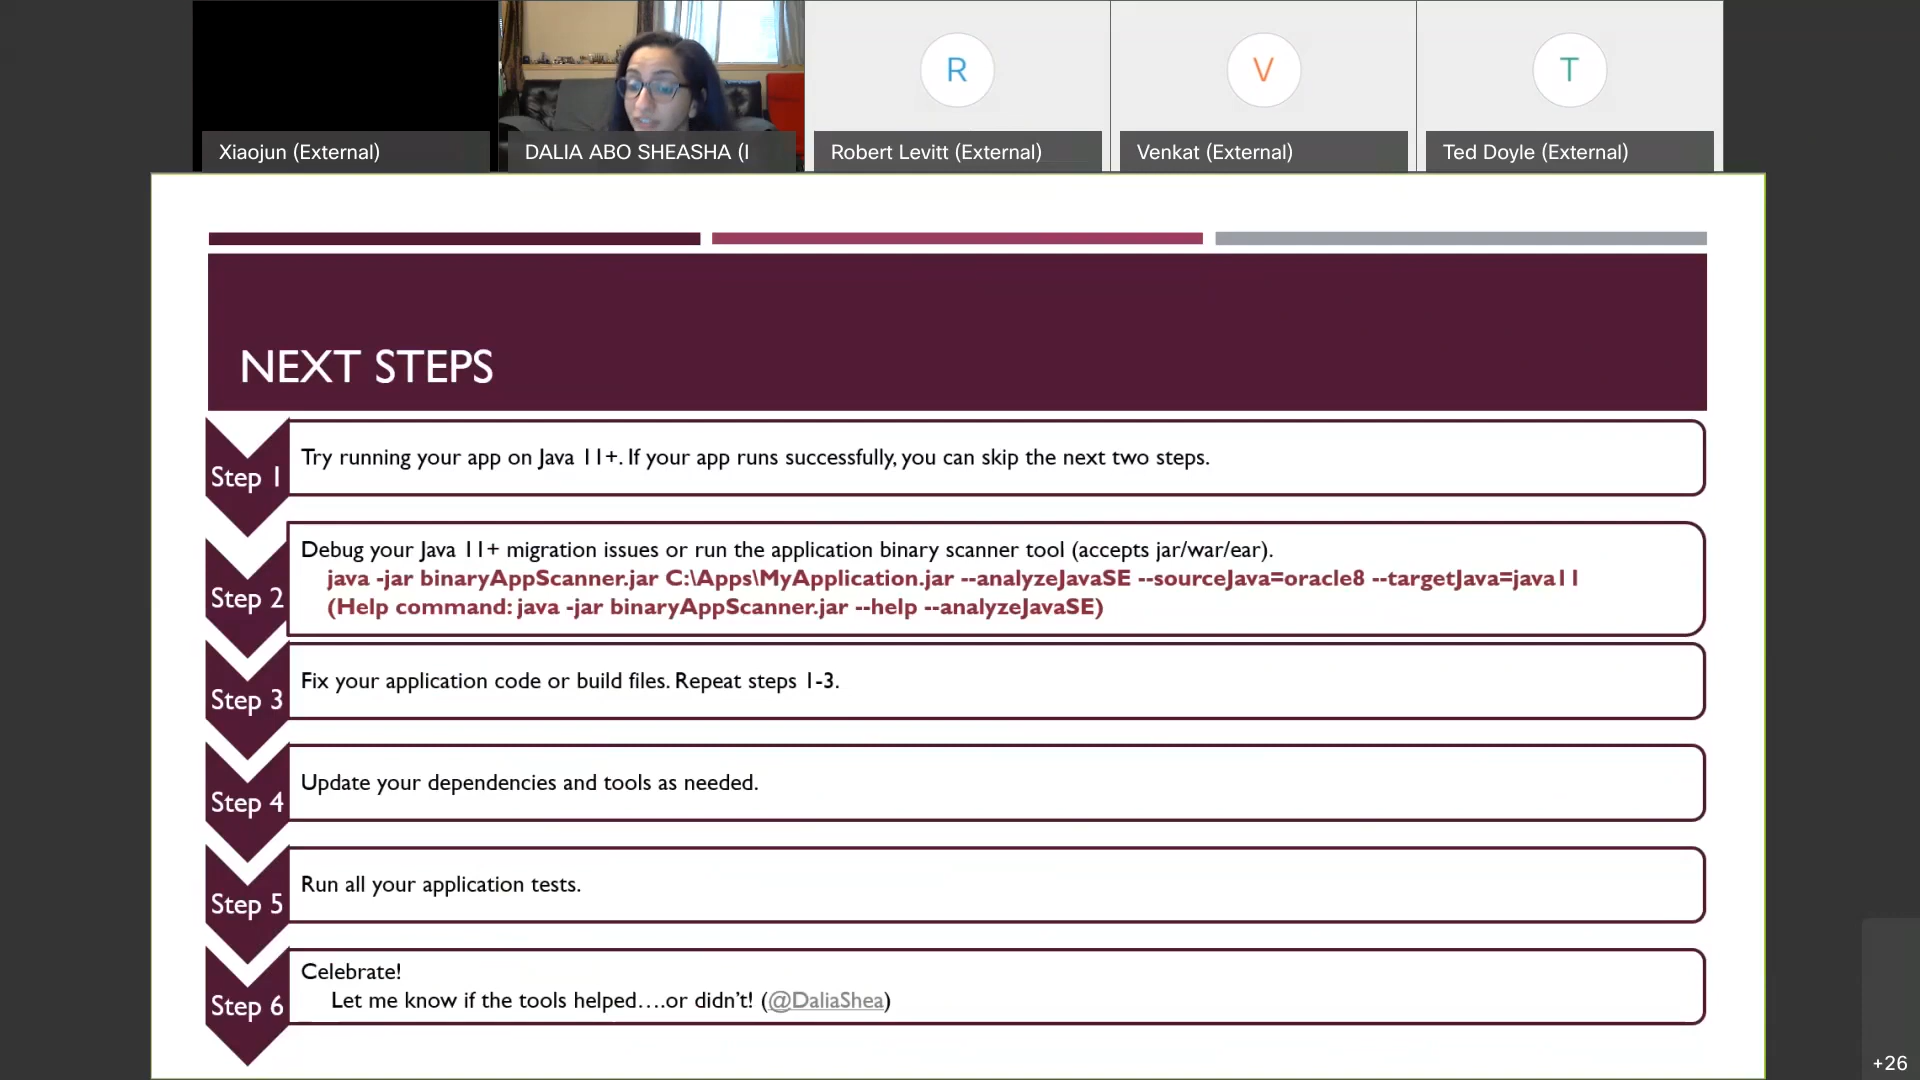 R
V
T
Xiaojun (External)
DALIA ABO SHEASHA (I
Robert Levitt (External)
Venkat (External)
Ted Doyle (External)
NEXT STEPS
Step 1
Try running your app on Java 11+. If your app runs successfully, you can skip the next two steps.
Step 2
Debug your Java 11+ migration issues or run the application binary scanner tool (accepts jar/war/ear).
java -jar binaryAppScanner.jar C:\Apps\MyApplication.jar --analyzeJavaSE --sourceJava=oracle8 --targetJava=java11
(Help command: java -jar binaryAppScanner.jar --help --analyzeJavaSE)
Step 3
Fix your application code or build files. Repeat steps 1-3.
Step 4
Update your dependencies and tools as needed.
Step 5
Run all your application tests.
Step 6
Celebrate!
Let me know if the tools helped….or didn't! (@DaliaShea)
+26